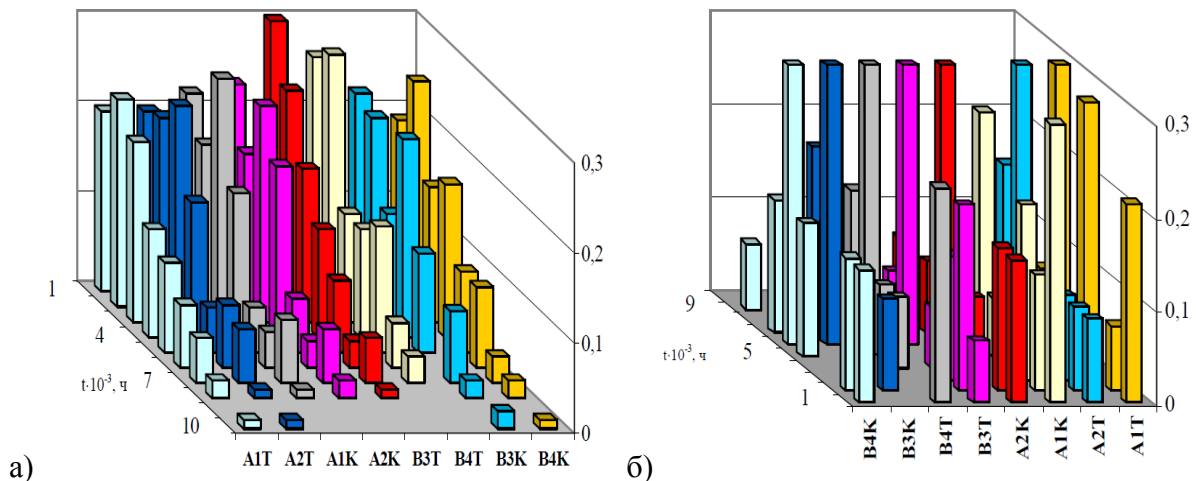 0,3
0,2
0,1
0
1
4
7
10
t·10⁻³, ч
A1T A2T A1K A2K B3T B4T B3K B4K
а)
0,3
0,2
0,1
0
9
5
1
t·10⁻³, ч
B4K B3K B4T B3T A2K A1K A2T A1T
б)